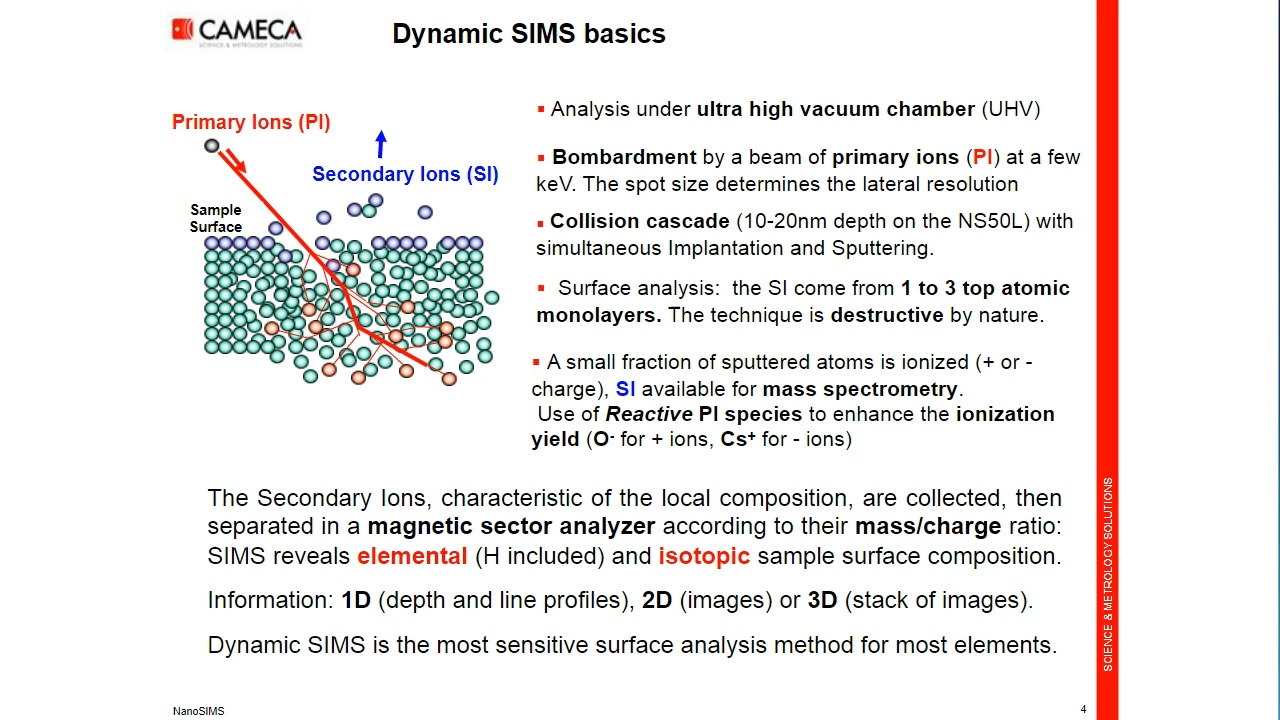 CAMECA
SCIENCE & METROLOGY SOLUTIONS
Dynamic SIMS basics
Primary Ions (PI)
Secondary Ions (SI)
Sample
Surface
▪ Analysis under ultra high vacuum chamber (UHV)
▪ Bombardment by a beam of primary ions (PI) at a few
keV. The spot size determines the lateral resolution
▪ Collision cascade (10-20nm depth on the NS50L) with
simultaneous Implantation and Sputtering.
▪ Surface analysis: the SI come from 1 to 3 top atomic
monolayers. The technique is destructive by nature.
▪ A small fraction of sputtered atoms is ionized (+ or -
charge), SI available for mass spectrometry.
Use of Reactive PI species to enhance the ionization
yield (O- for + ions, Cs+ for - ions)
The Secondary Ions, characteristic of the local composition, are collected, then
separated in a magnetic sector analyzer according to their mass/charge ratio:
SIMS reveals elemental (H included) and isotopic sample surface composition.
Information: 1D (depth and line profiles), 2D (images) or 3D (stack of images).
Dynamic SIMS is the most sensitive surface analysis method for most elements.
SCIENCE & METROLOGY SOLUTIONS
NanoSIMS
4